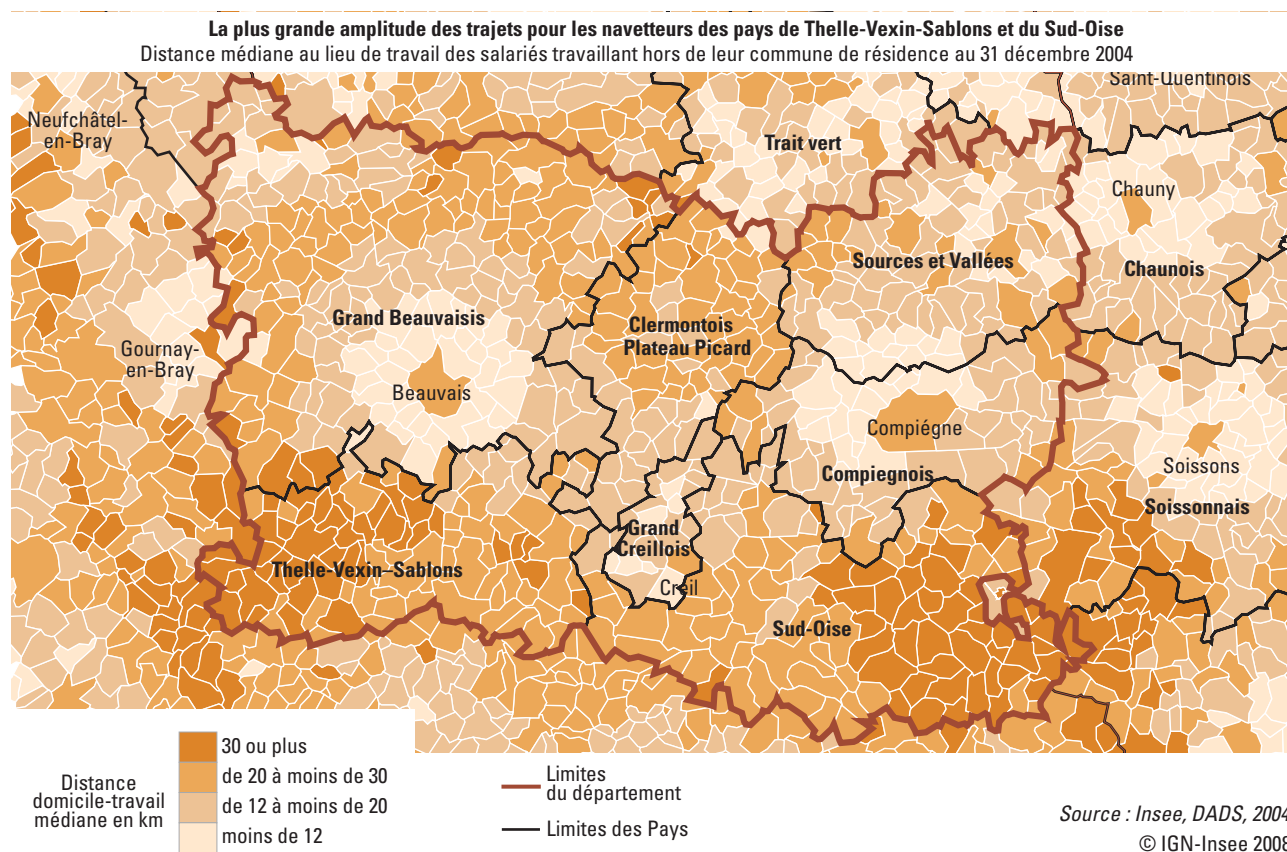 La plus grande amplitude des trajets pour les navetteurs des pays de Thelle-Vexin-Sablons et du Sud-Oise
Distance médiane au lieu de travail des salariés travaillant hors de leur commune de résidence au 31 décembre 2004
Saint-Quentinois
Neufchâtel-
en-Bray
Trait vert
Chauny
Sources et Vallées
Chaunois
Grand Beauvaisis
Clermontois
Plateau Picard
Gournay-
en-Bray
Beauvais
Compiégne
Soissons
Compiegnois
Soissonnais
Grand
Creillois
Thelle-Vexin–Sablons
Creil
Sud-Oise
Distance
domicile-travail
médiane en km
30 ou plus
de 20 à moins de 30
de 12 à moins de 20
moins de 12
Limites
du département
Limites des Pays
Source : Insee, DADS, 2004
© IGN-Insee 2008